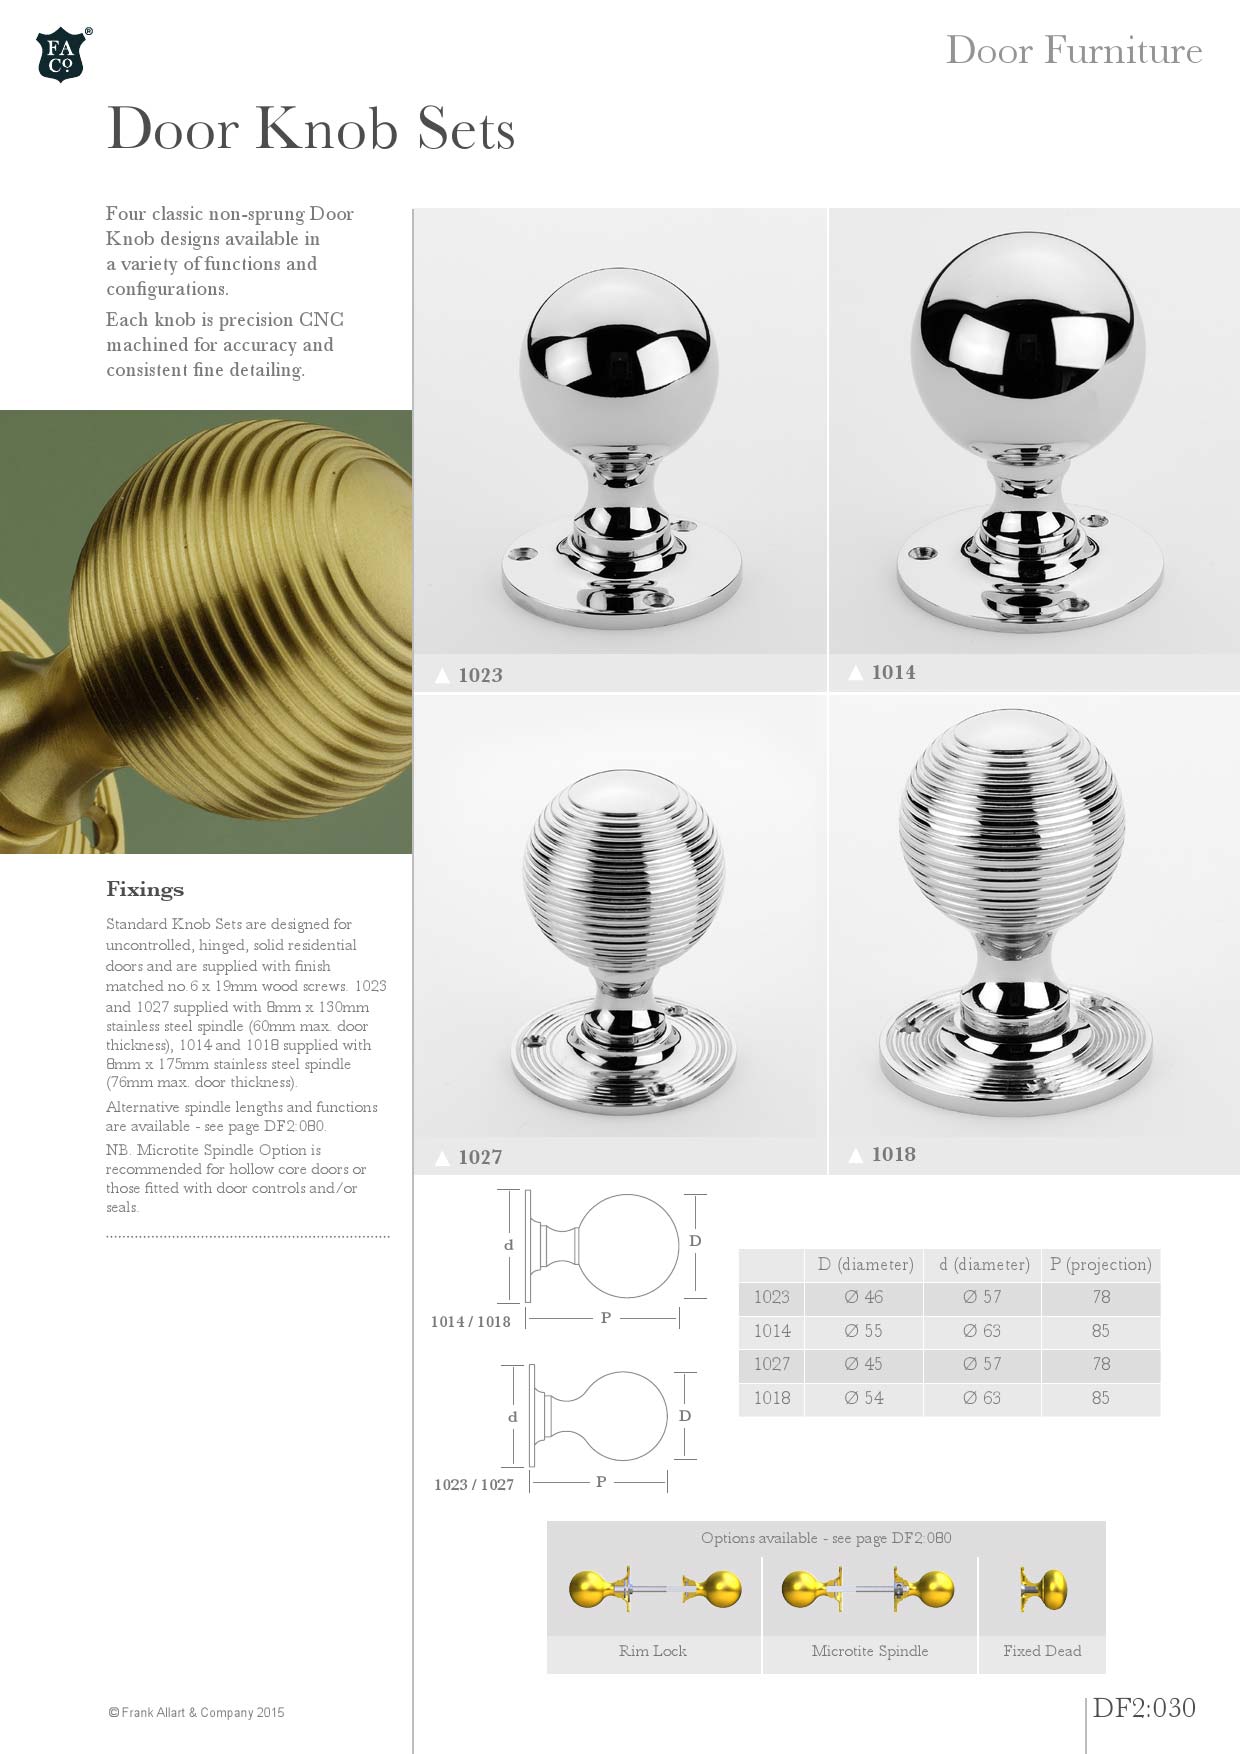 FA
Co.
®
Door Furniture
Door Knob Sets
Four classic non-sprung Door
Knob designs available in
a variety of functions and
configurations.
Each knob is precision CNC
machined for accuracy and
consistent fine detailing.
1023
1014
1027
1018
Fixings
Standard Knob Sets are designed for
uncontrolled, hinged, solid residential
doors and are supplied with finish
matched no.6 x 19mm wood screws. 1023
and 1027 supplied with 8mm x 130mm
stainless steel spindle (60mm max. door
thickness), 1014 and 1018 supplied with
8mm x 175mm stainless steel spindle
(76mm max. door thickness).
Alternative spindle lengths and functions
are available - see page DF2:080.
NB. Microtite Spindle Option is
recommended for hollow core doors or
those fitted with door controls and/or
seals.
d
D
P
1014 / 1018
d
D
P
1023 / 1027
D (diameter) d (diameter) P (projection)
1023 Ø 46 Ø 57 78
1014 Ø 55 Ø 63 85
1027 Ø 45 Ø 57 78
1018 Ø 54 Ø 63 85
Options available - see page DF2:080
Rim Lock Microtite Spindle Fixed Dead
© Frank Allart & Company 2015
DF2:030